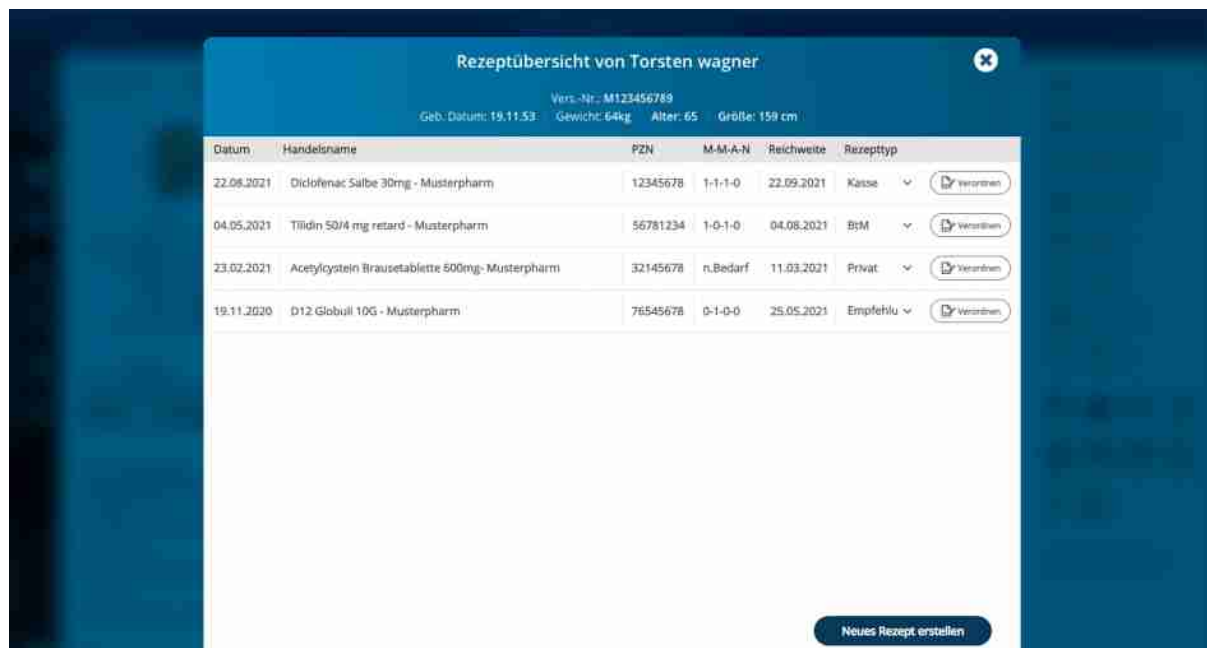 Rezeptübersicht von Torsten wagner
Vers.-Nr.: M123456789
Geb. Datum: 19.11.53 Gewicht: 64kg Alter: 65 Größe: 159 cm
Datum Handelsname PZN M-M-A-N Reichweite Rezepttyp
22.08.2021 Diclofenac Salbe 30mg - Musterpharm 12345678 1-1-1-0 22.09.2021 Kasse Verordnen
04.05.2021 Tilidin 50/4 mg retard - Musterpharm 56781234 1-0-1-0 04.08.2021 BtM Verordnen
23.02.2021 Acetylcystein Brausetablette 600mg- Musterpharm 32145678 n.Bedarf 11.03.2021 Privat Verordnen
19.11.2020 D12 Globuli 10G - Musterpharm 76545678 0-1-0-0 25.05.2021 Empfehlu Verordnen
Neues Rezept erstellen